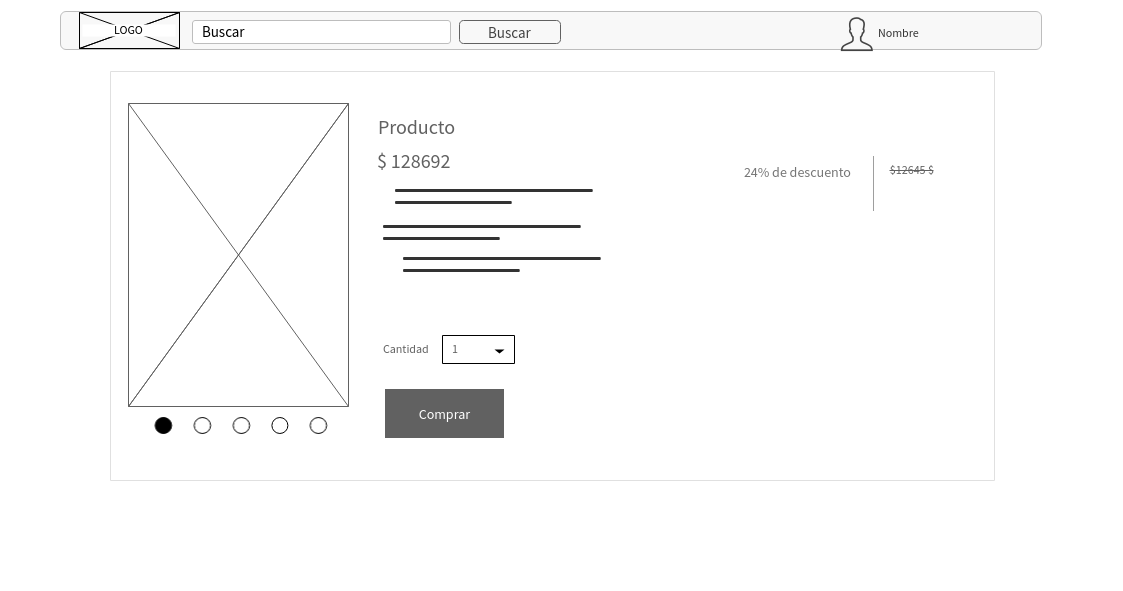 LOGO
Buscar
Buscar
Nombre
Producto
$ 128692
24% de descuento
$12645 $
Cantidad
1
Comprar